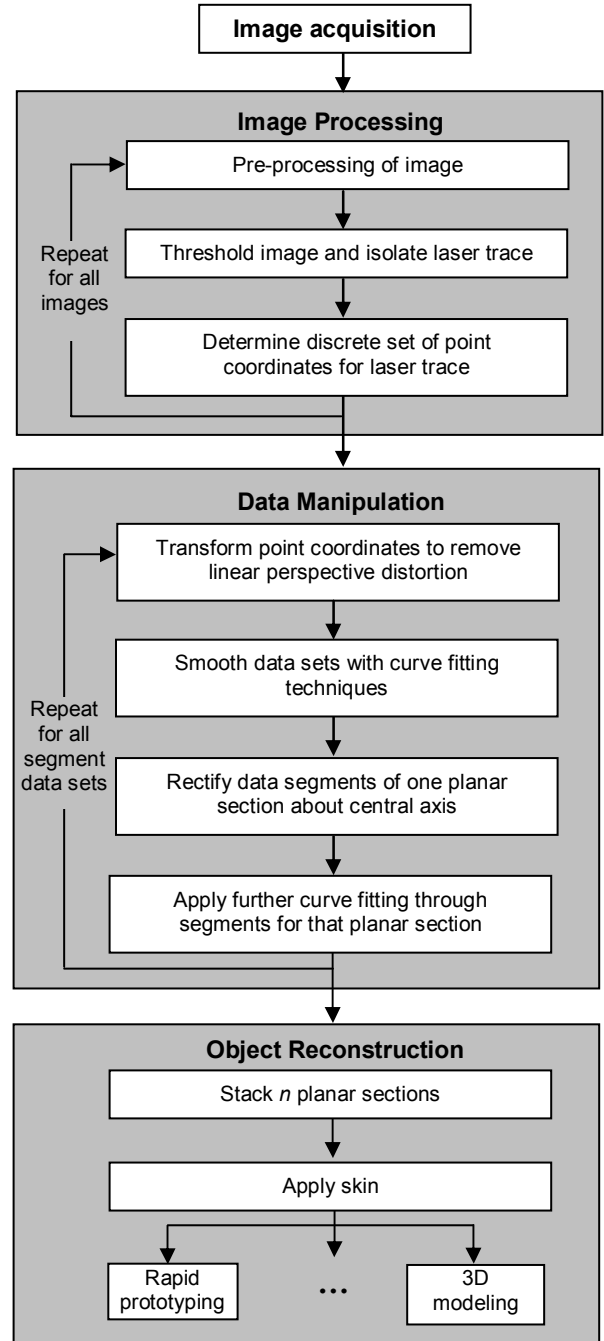 Image acquisition
Image Processing
Pre-processing of image
Repeat
for all
images
Threshold image and isolate laser trace
Determine discrete set of point
coordinates for laser trace
Data Manipulation
Transform point coordinates to remove
linear perspective distortion
Smooth data sets with curve fitting
techniques
Repeat
for all
segment
data sets
Rectify data segments of one planar
section about central axis
Apply further curve fitting through
segments for that planar section
Object Reconstruction
Stack n planar sections
Apply skin
Rapid
prototyping
...
3D
modeling